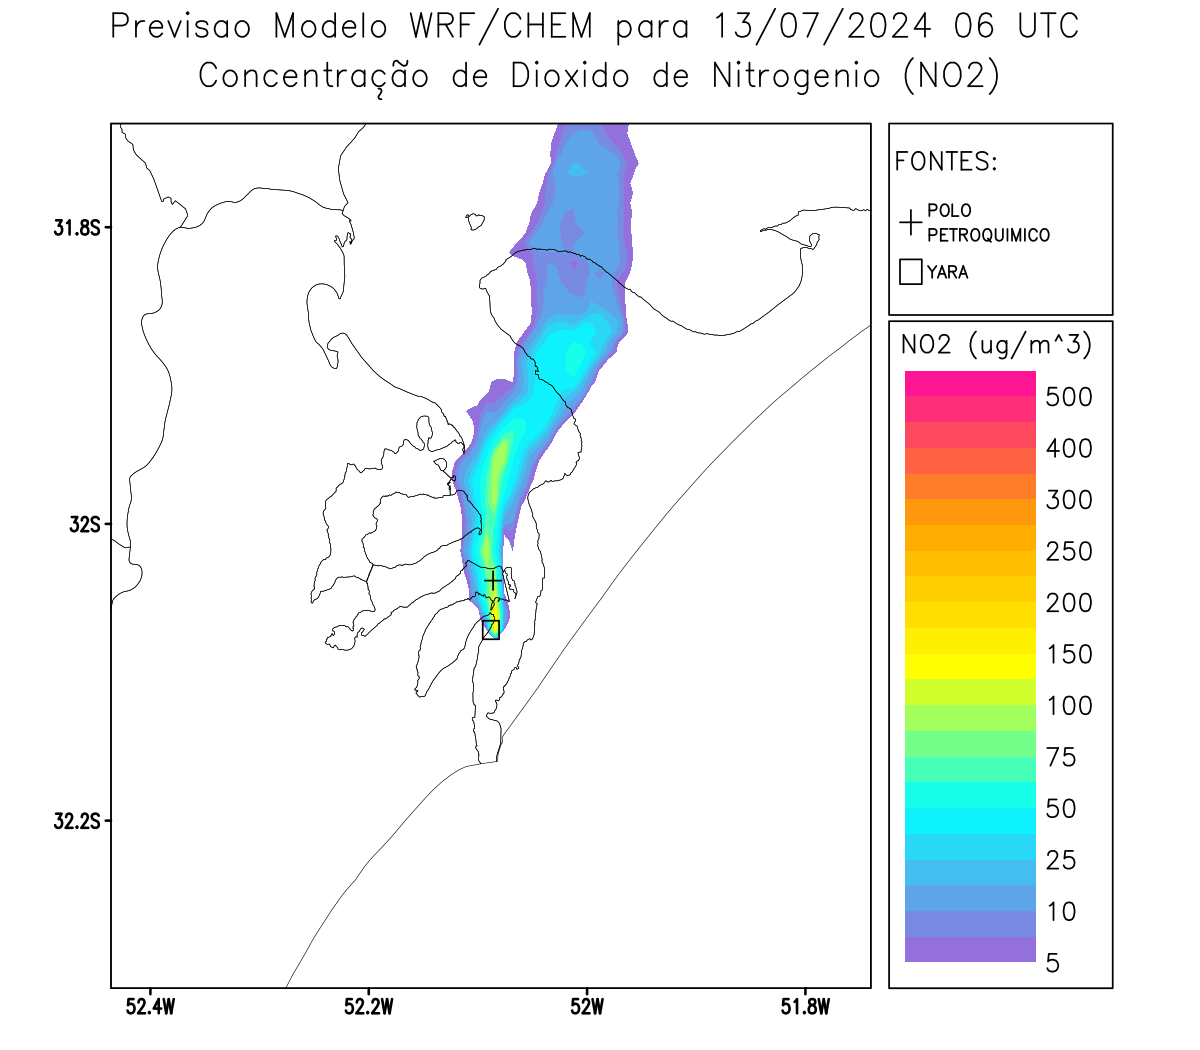 Previsao Modelo WRF/CHEM para 13/07/2024 06 UTC
Concentração de Dioxido de Nitrogenio (NO2)
FONTES:
POLO
PETROQUIMICO
YARA
31.8S
32S
32.2S
52.4W
52.2W
52W
51.8W
NO2 (ug/m^3)
500
400
300
250
200
150
100
75
50
25
10
5